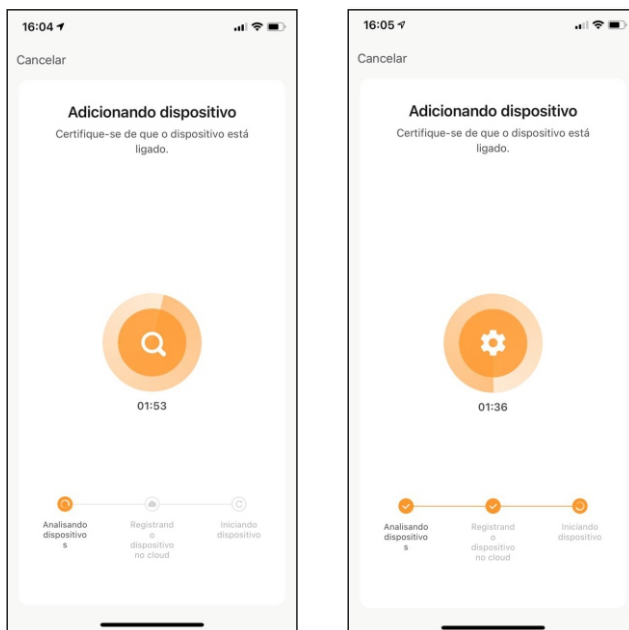 16:04
Cancelar
Adicionando dispositivo
Certifique-se de que o dispositivo está
ligado.
01:53
Analisando
dispositivo
s
Registrand
o
dispositivo
no cloud
Iniciando
dispositivo
16:05
Cancelar
Adicionando dispositivo
Certifique-se de que o dispositivo está
ligado.
01:36
Analisando
dispositivo
s
Registrand
o
dispositivo
no cloud
Iniciando
dispositivo